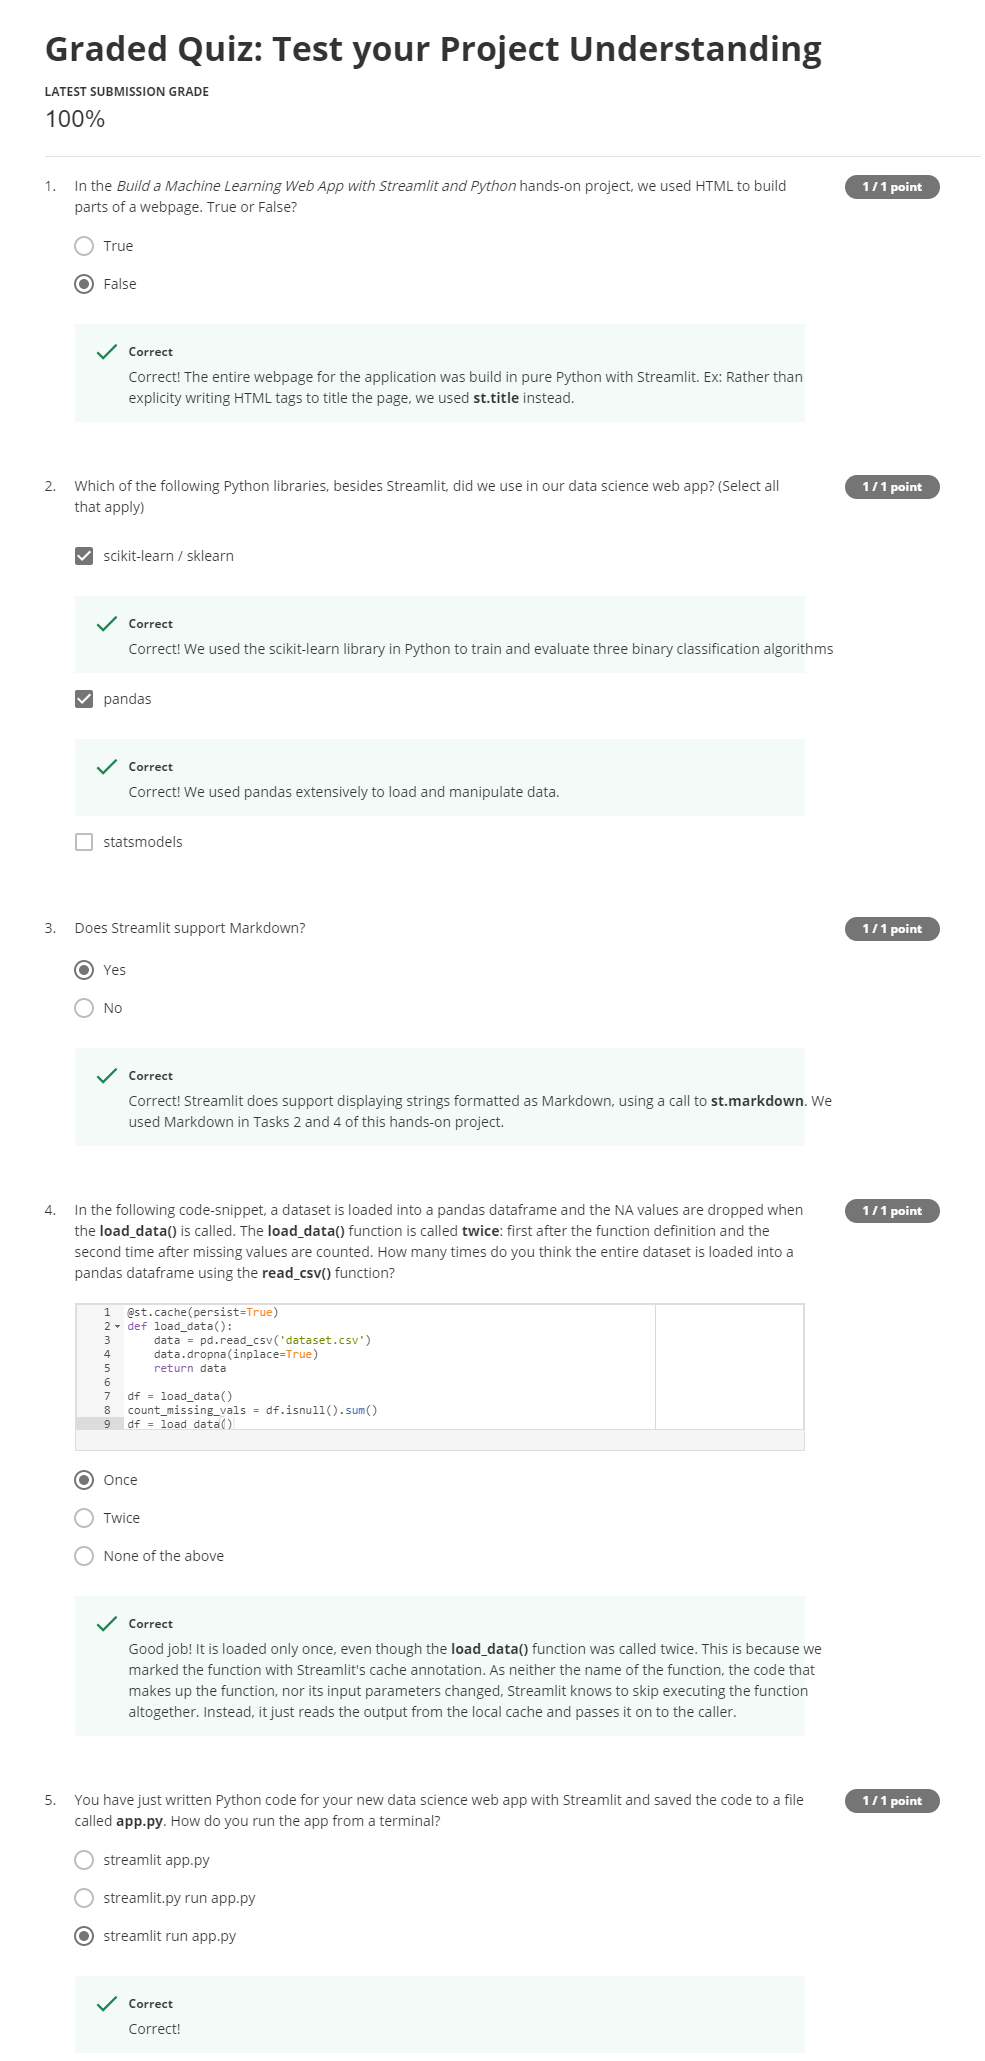 Graded Quiz: Test your Project Understanding
LATEST SUBMISSION GRADE
100%
1. In the Build a Machine Learning Web App with Streamlit and Python hands-on project, we used HTML to build
parts of a webpage. True or False?
1 / 1 point
True
False
Correct
Correct! The entire webpage for the application was build in pure Python with Streamlit. Ex: Rather than
explicity writing HTML tags to title the page, we used st.title instead.
2. Which of the following Python libraries, besides Streamlit, did we use in our data science web app? (Select all
that apply)
1 / 1 point
scikit-learn / sklearn
Correct
Correct! We used the scikit-learn library in Python to train and evaluate three binary classification algorithms
pandas
Correct
Correct! We used pandas extensively to load and manipulate data.
statsmodels
3. Does Streamlit support Markdown?
1 / 1 point
Yes
No
Correct
Correct! Streamlit does support displaying strings formatted as Markdown, using a call to st.markdown. We
used Markdown in Tasks 2 and 4 of this hands-on project.
4. In the following code-snippet, a dataset is loaded into a pandas dataframe and the NA values are dropped when
the load_data() is called. The load_data() function is called twice: first after the function definition and the
second time after missing values are counted. How many times do you think the entire dataset is loaded into a
pandas dataframe using the read_csv() function?
1 / 1 point
1 @st.cache(persist=True)
2 def load_data():
3 data = pd.read_csv('dataset.csv')
4 data.dropna(inplace=True)
5 return data
6
7 df = load_data()
8 count_missing_vals = df.isnull().sum()
9 df = load_data()
Once
Twice
None of the above
Correct
Good job! It is loaded only once, even though the load_data() function was called twice. This is because we
marked the function with Streamlit's cache annotation. As neither the name of the function, the code that
makes up the function, nor its input parameters changed, Streamlit knows to skip executing the function
altogether. Instead, it just reads the output from the local cache and passes it on to the caller.
5. You have just written Python code for your new data science web app with Streamlit and saved the code to a file
called app.py. How do you run the app from a terminal?
1 / 1 point
streamlit app.py
streamlit.py run app.py
streamlit run app.py
Correct
Correct!